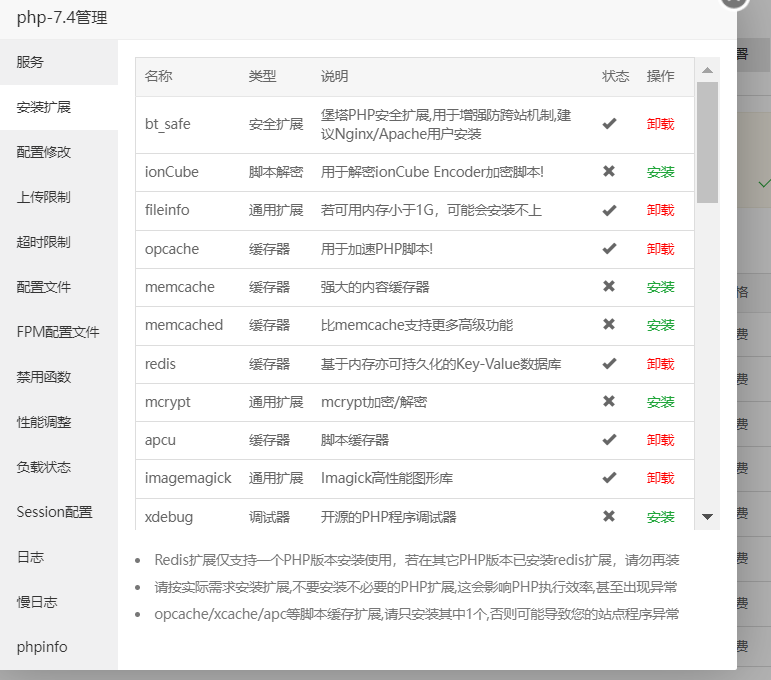 php-7.4管理
服务
安装扩展
配置修改
上传限制
超时限制
配置文件
FPM配置文件
禁用函数
性能调整
负载状态
Session配置
日志
慢日志
phpinfo
名称 类型 说明 状态 操作
bt_safe 安全扩展 堡塔PHP安全扩展,用于增强防跨站机制,建
议Nginx/Apache用户安装 卸载
ionCube 脚本解密 用于解密ionCube Encoder加密脚本! 安装
fileinfo 通用扩展 若可用内存小于1G，可能会安装不上 卸载
opcache 缓存器 用于加速PHP脚本! 卸载
memcache 缓存器 强大的内容缓存器 安装
memcached 缓存器 比memcache支持更多高级功能 安装
redis 缓存器 基于内存亦可持久化的Key-Value数据库 卸载
mcrypt 通用扩展 mcrypt加密/解密 安装
apcu 缓存器 脚本缓存器 卸载
imagemagick 通用扩展 Imagick高性能图形库 卸载
xdebug 调试器 开源的PHP程序调试器 安装
Redis扩展仅支持一个PHP版本安装使用，若在其它PHP版本已安装redis扩展，请勿再装
请按实际需求安装扩展,不要安装不必要的PHP扩展,这会影响PHP执行效率,甚至出现异常
opcache/xcache/apc等脚本缓存扩展,请只安装其中1个,否则可能导致您的站点程序异常
格
费
费
费
费
费
费
费
费